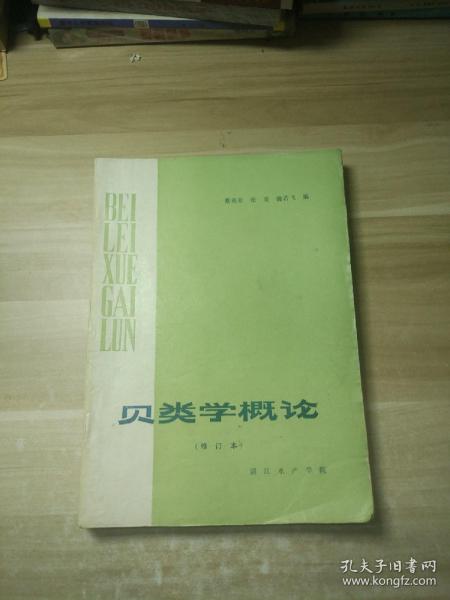 BEI
LEI
XUE
GAI
LUN
编
贝类学概论
(修订本)
湛江水产学院
孔夫子旧书网
www.kongfz.com